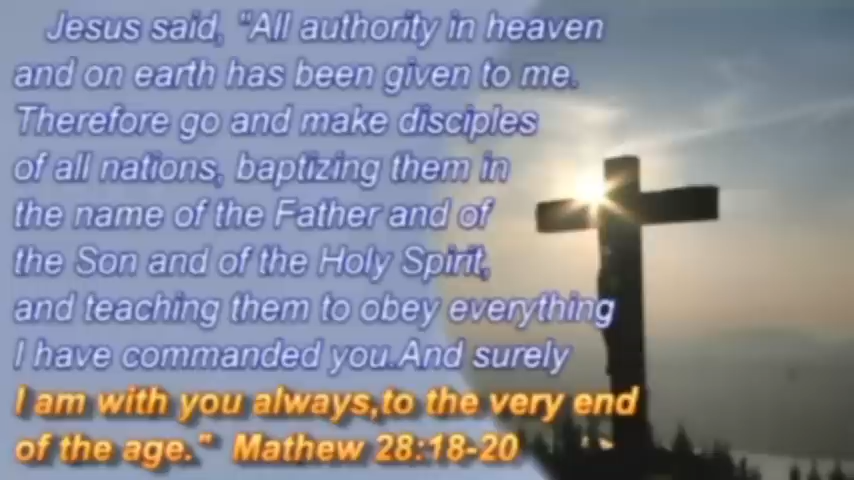 Jesus said, "All authority in heaven
and on earth has been given to me.
Therefore go and make disciples
of all nations, baptizing them in
the name of the Father and of
the Son and of the Holy Spirit,
and teaching them to obey everything
I have commanded you.And surely
I am with you always,to the very end
of the age." Mathew 28:18-20